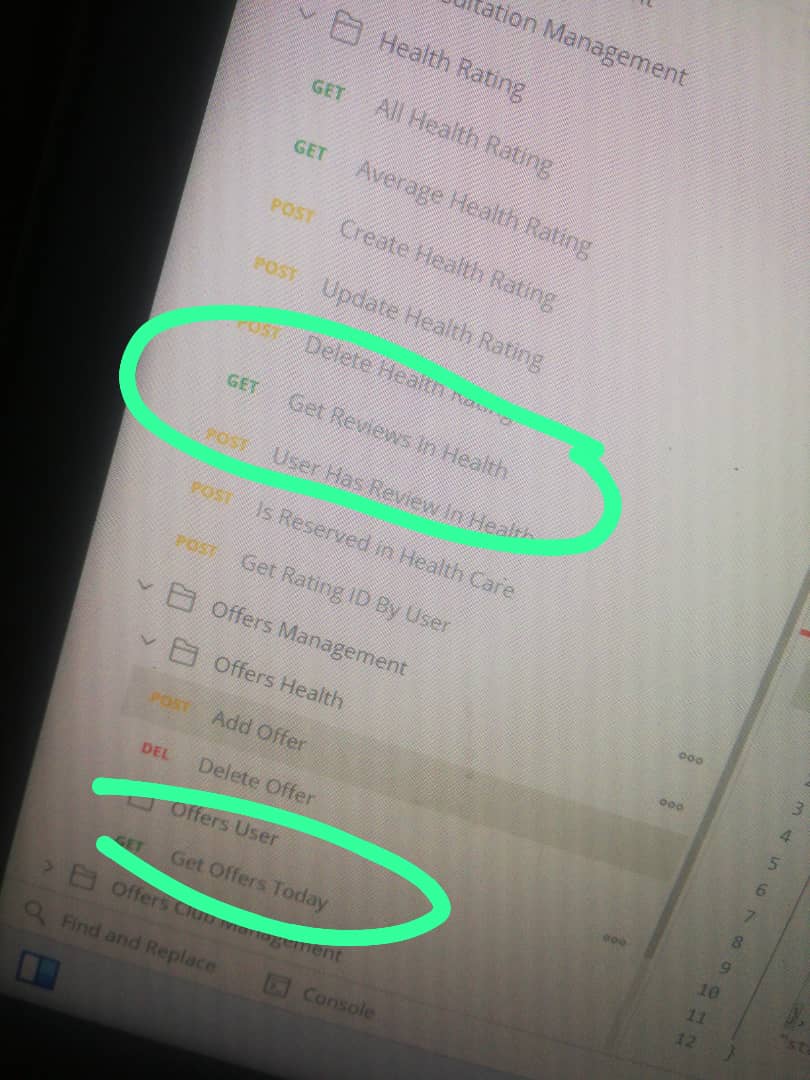 ultation Management
Health Rating
GET All Health Rating
GET Average Health Rating
POST Create Health Rating
POST Update Health Rating
POST Delete Health Rating
GET Get Reviews In Health
POST User Has Review In Health
POST Is Reserved in Health Care
POST Get Rating ID By User
Offers Management
Offers Health
POST Add Offer
DEL Delete Offer
Offers User
GET Get Offers Today
Offers Club Management
Find and Replace Console
3
4
5
6
7
8
9
10
11
12 }